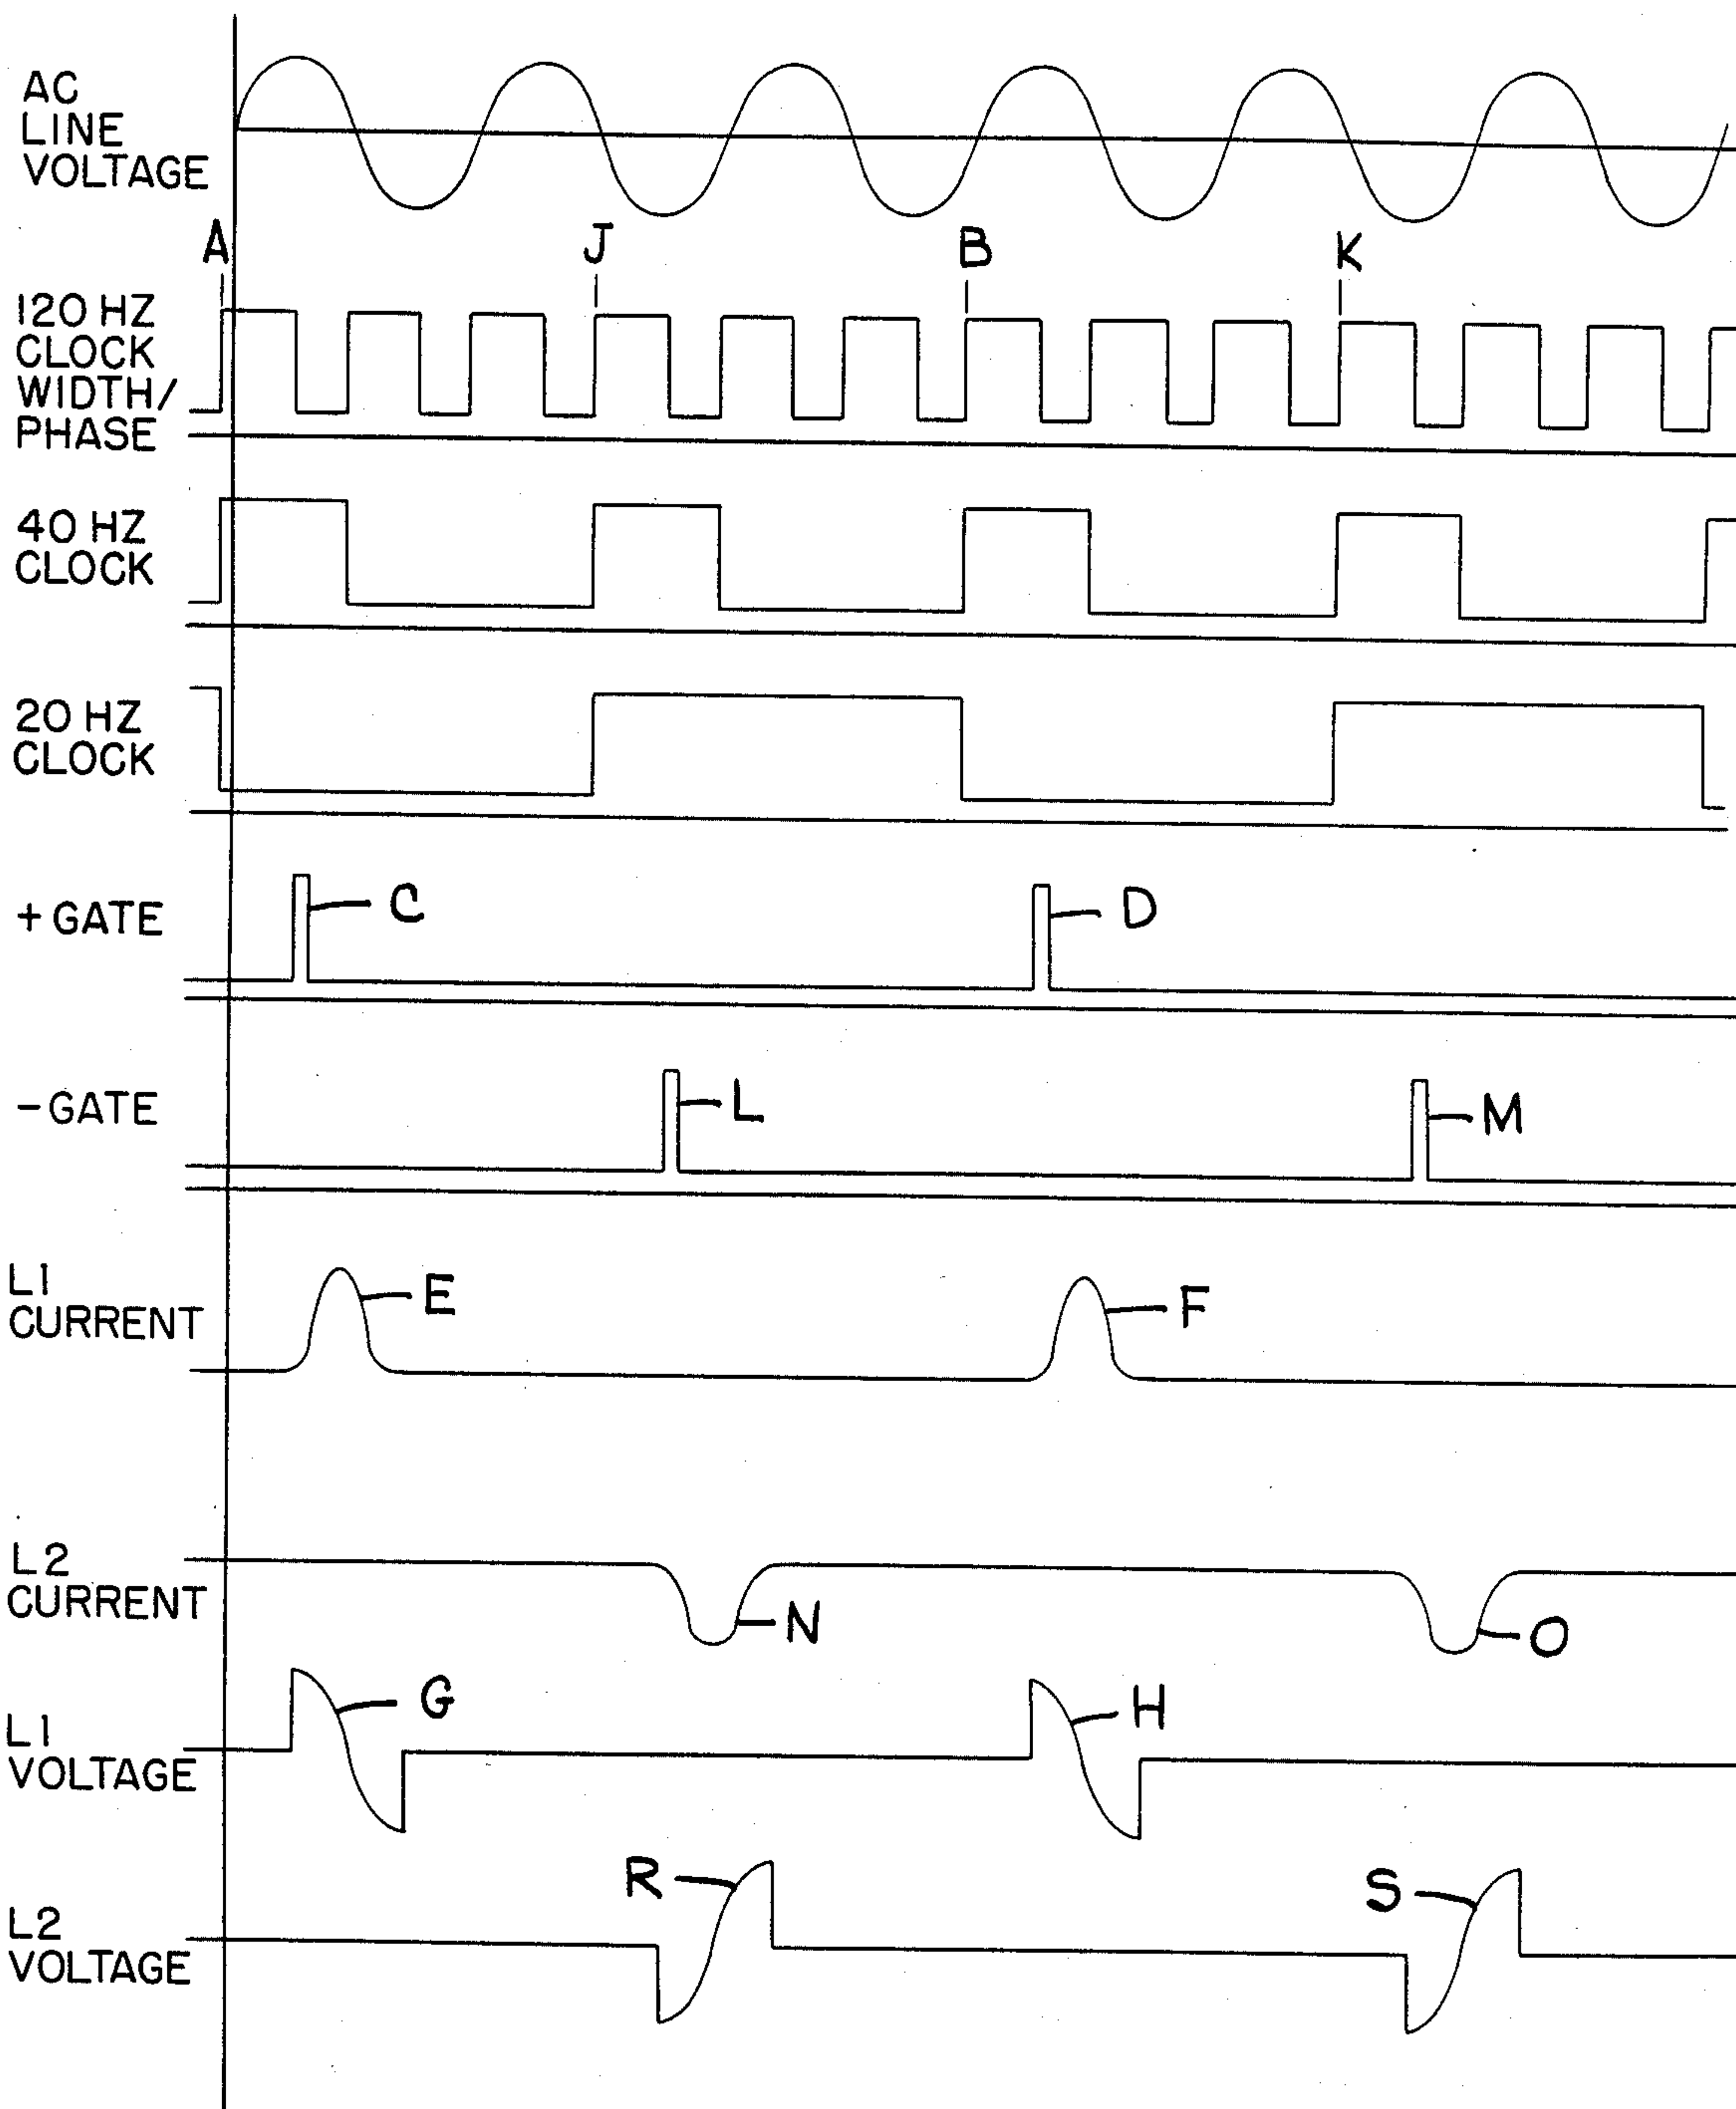 AC
LINE
VOLTAGE
A J B K
120 HZ
CLOCK
WIDTH/
PHASE
40 HZ
CLOCK
20 HZ
CLOCK
+ GATE C D
- GATE L M
L1
CURRENT E F
L2
CURRENT N O
L1
VOLTAGE G H
L2
VOLTAGE R S